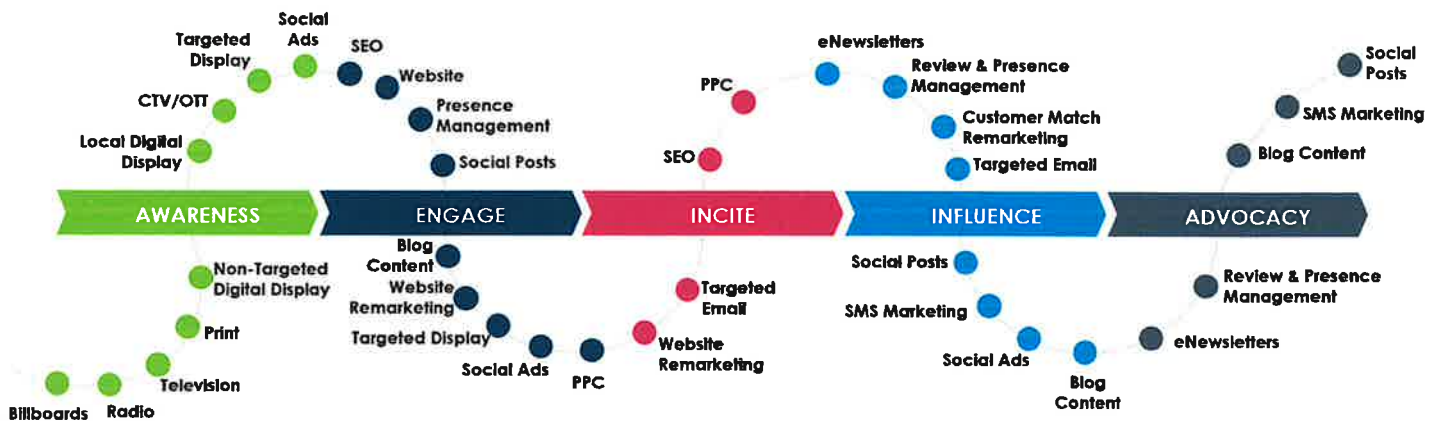 Billboards
Radio
Television
Print
Non-Targeted
Digital Display
Local Digital
Display
CTV/OTT
Targeted
Display
Social
Ads
SEO
Website
Presence
Management
Social Posts
AWARENESS
ENGAGE
INCITE
INFLUENCE
ADVOCACY
Blog
Content
Website
Remarketing
Targeted Display
Social Ads
PPC
Website
Remarketing
Targeted
Email
SEO
PPC
eNewsletters
Review & Presence
Management
Customer Match
Remarketing
Targeted Email
Social Posts
SMS Marketing
Social Ads
Blog
Content
eNewsletters
Review & Presence
Management
Blog Content
SMS Marketing
Social
Posts